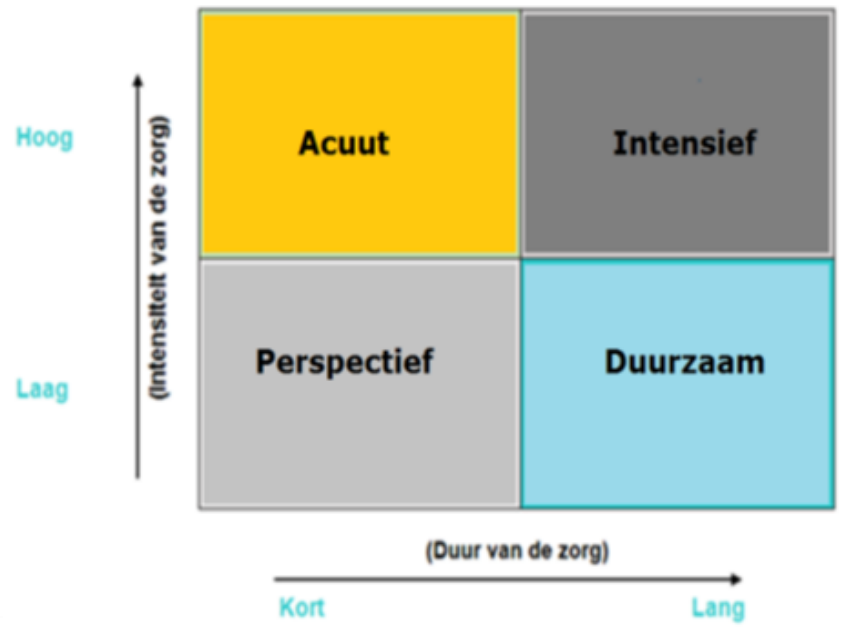 Hoog
(Intensiteit van de zorg)
Acuut
Intensief
Laag
Perspectief
Duurzaam
(Duur van de zorg)
Kort
Lang